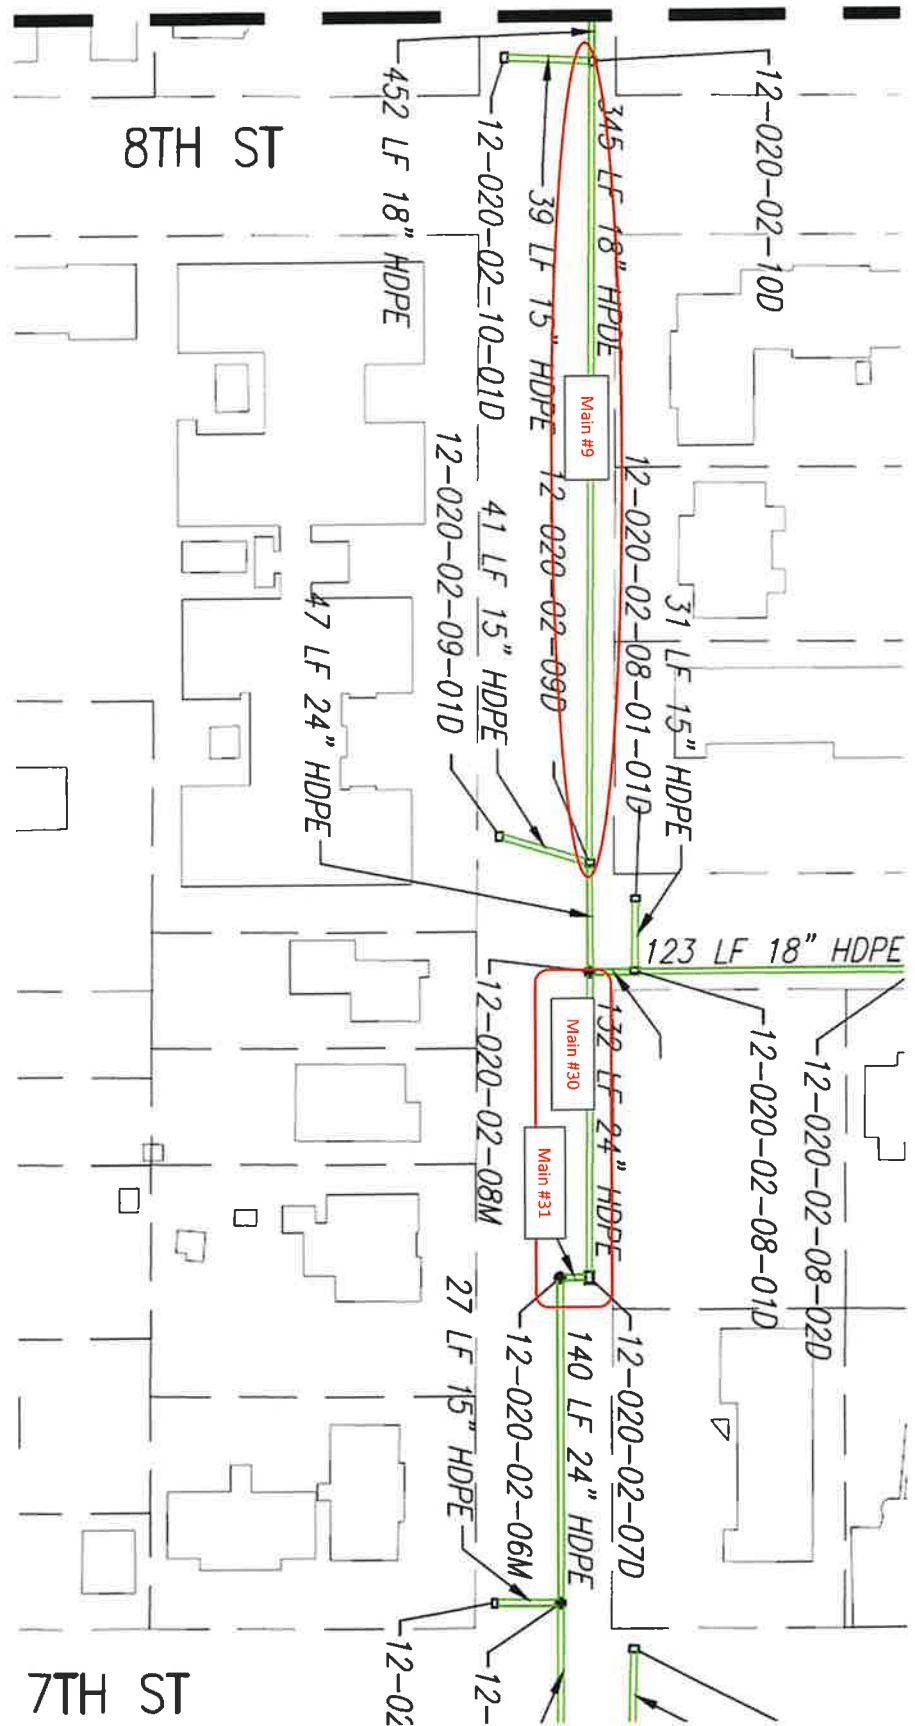 8TH ST
452 LF 18" HDPE
12-020-02-10-01D
39 LF 15" HDPE
345 LF 18" HPDE
12-020-02-10D
Main #9
12-020-02-09D
41 LF 15" HDPE
12-020-02-09-01D
47 LF 24" HDPE
12-020-02-08-01-01D
31 LF 15" HDPE
123 LF 18" HDPE
12-020-02-08M
Main #30
132 LF 24" HDPE
Main #31
12-020-02-08-01D
12-020-02-08-02D
27 LF 15" HDPE
12-020-02-06M
140 LF 24" HDPE
12-020-02-07D
12-02
12-
7TH ST